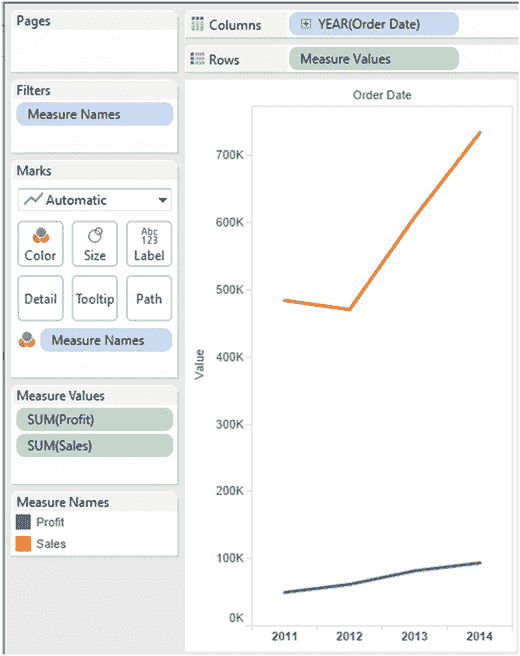 Pages
Columns
YEAR(Order Date)
Rows
Measure Values
Filters
Measure Names
Marks
Automatic
Color
Size
Abc
123
Label
Detail
Tooltip
Path
Measure Names
Measure Values
SUM(Profit)
SUM(Sales)
Measure Names
Profit
Sales
Order Date
Value
700K
600K
500K
400K
300K
200K
100K
0K
2011 2012 2013 2014